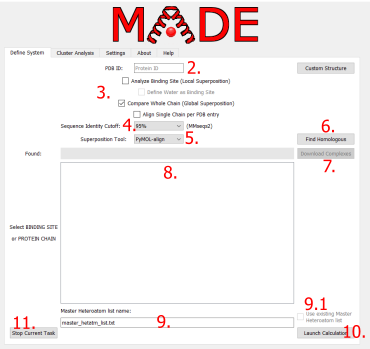 MADE
Define System Cluster Analysis Settings About Help
PDB ID: Protein ID 2. Custom Structure
Analyze Binding Site (Local Superposition)
Define Water as Binding Site
3.
Compare Whole Chain (Global Superposition)
Align Single Chain per PDB entry
6.
Sequence Identity Cutoff: 4. 95% (MMseqs2)
Superposition Tool: PyMOL-align 5. Find Homologous
Found: Download Complexes
8. 7.
Select BINDING SITE
or PROTEIN CHAIN
9.1
Master Heteroatom list name: Use existing Master
Heteroatom list
11. master_hetatm_list.txt 9.
Stop Current Task Launch Calculation 10.